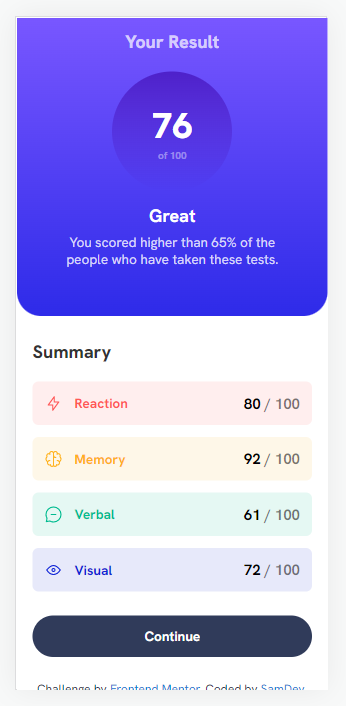 Your Result
76
of 100
Great
You scored higher than 65% of the
people who have taken these tests.
Summary
Reaction 80 / 100
Memory 92 / 100
Verbal 61 / 100
Visual 72 / 100
Continue
Challenge by Frontend Mentor. Coded by SamDev.